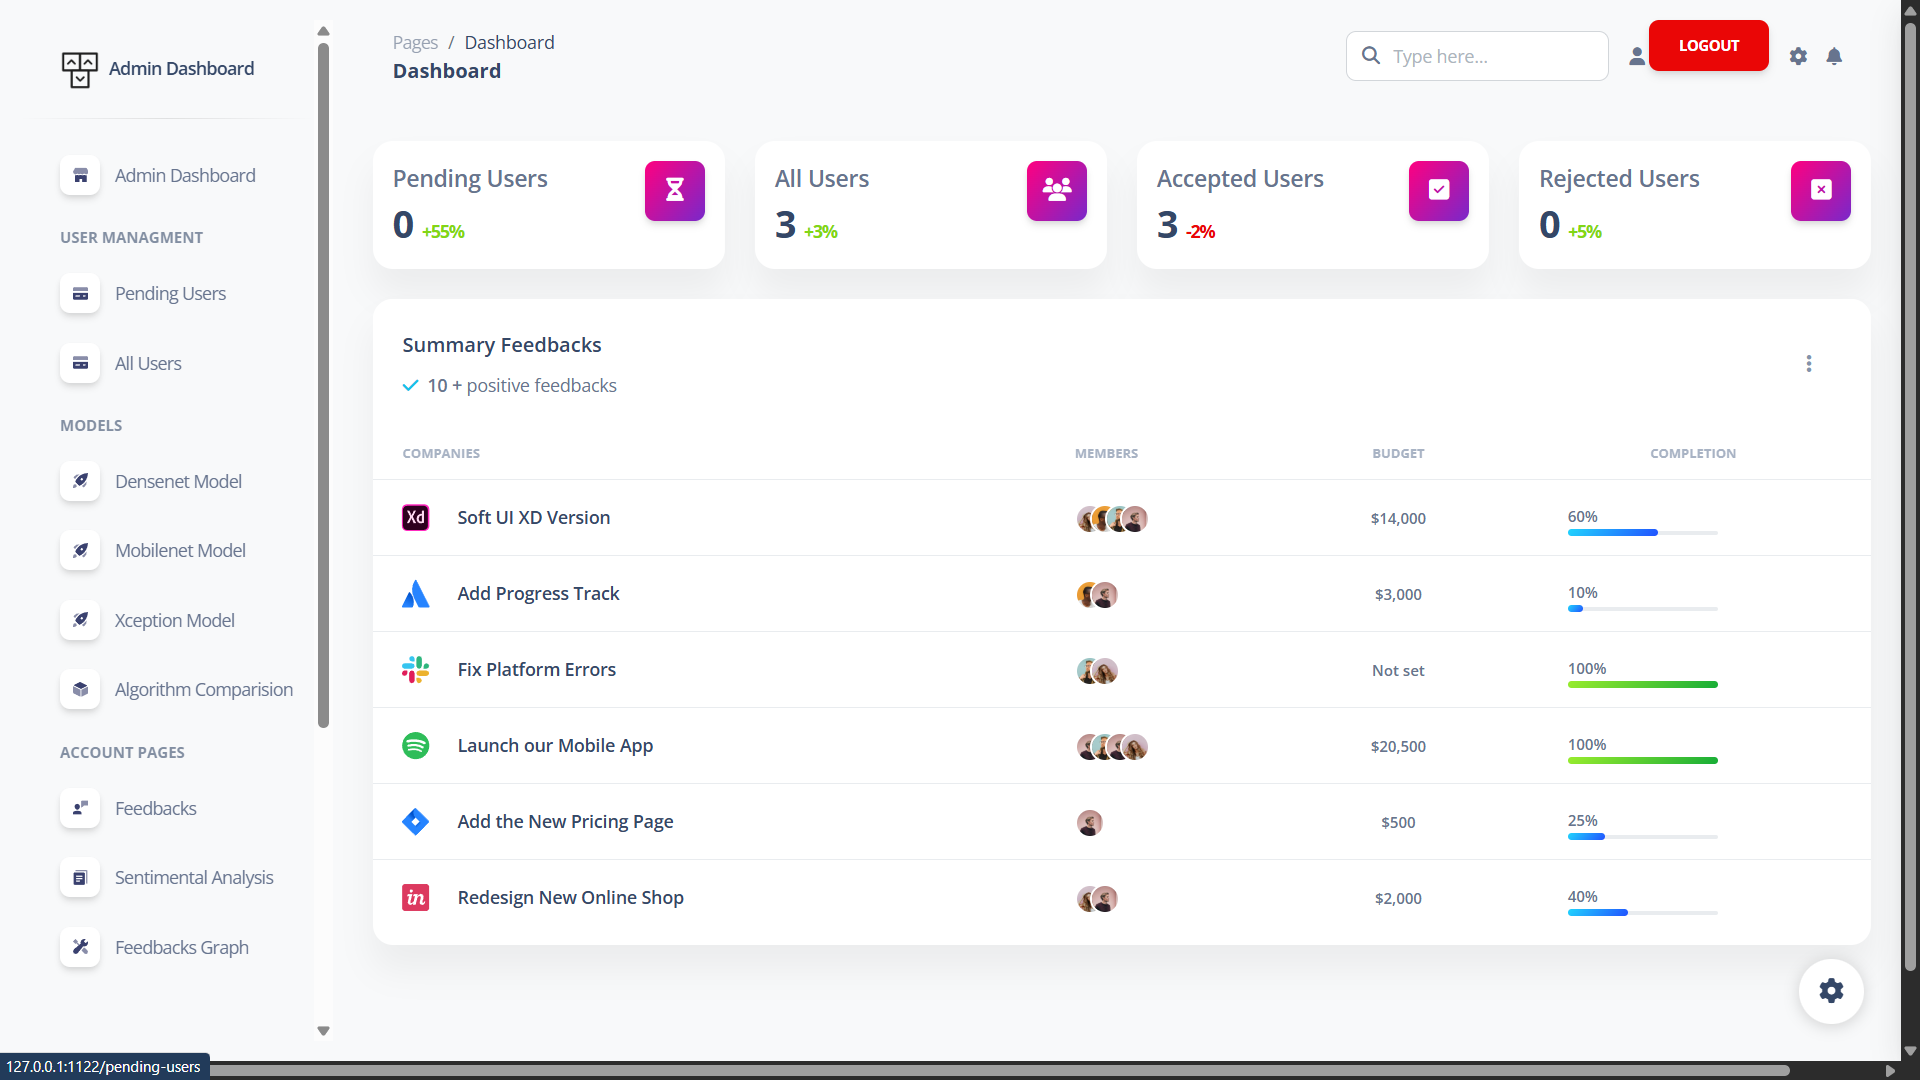 Admin Dashboard
Admin Dashboard
USER MANAGMENT
Pending Users
All Users
MODELS
Densenet Model
Mobilenet Model
Xception Model
Algorithm Comparision
ACCOUNT PAGES
Feedbacks
Sentimental Analysis
Feedbacks Graph
Pages / Dashboard
Dashboard
Type here...
LOGOUT
Pending Users
0 +55%
All Users
3 +3%
Accepted Users
3 -2%
Rejected Users
0 +5%
Summary Feedbacks
10 + positive feedbacks
COMPANIES MEMBERS BUDGET COMPLETION
Xd Soft UI XD Version $14,000 60%
Add Progress Track $3,000 10%
Fix Platform Errors Not set 100%
Launch our Mobile App $20,500 100%
Add the New Pricing Page $500 25%
in Redesign New Online Shop $2,000 40%
127.0.0.1:1122/pending-users